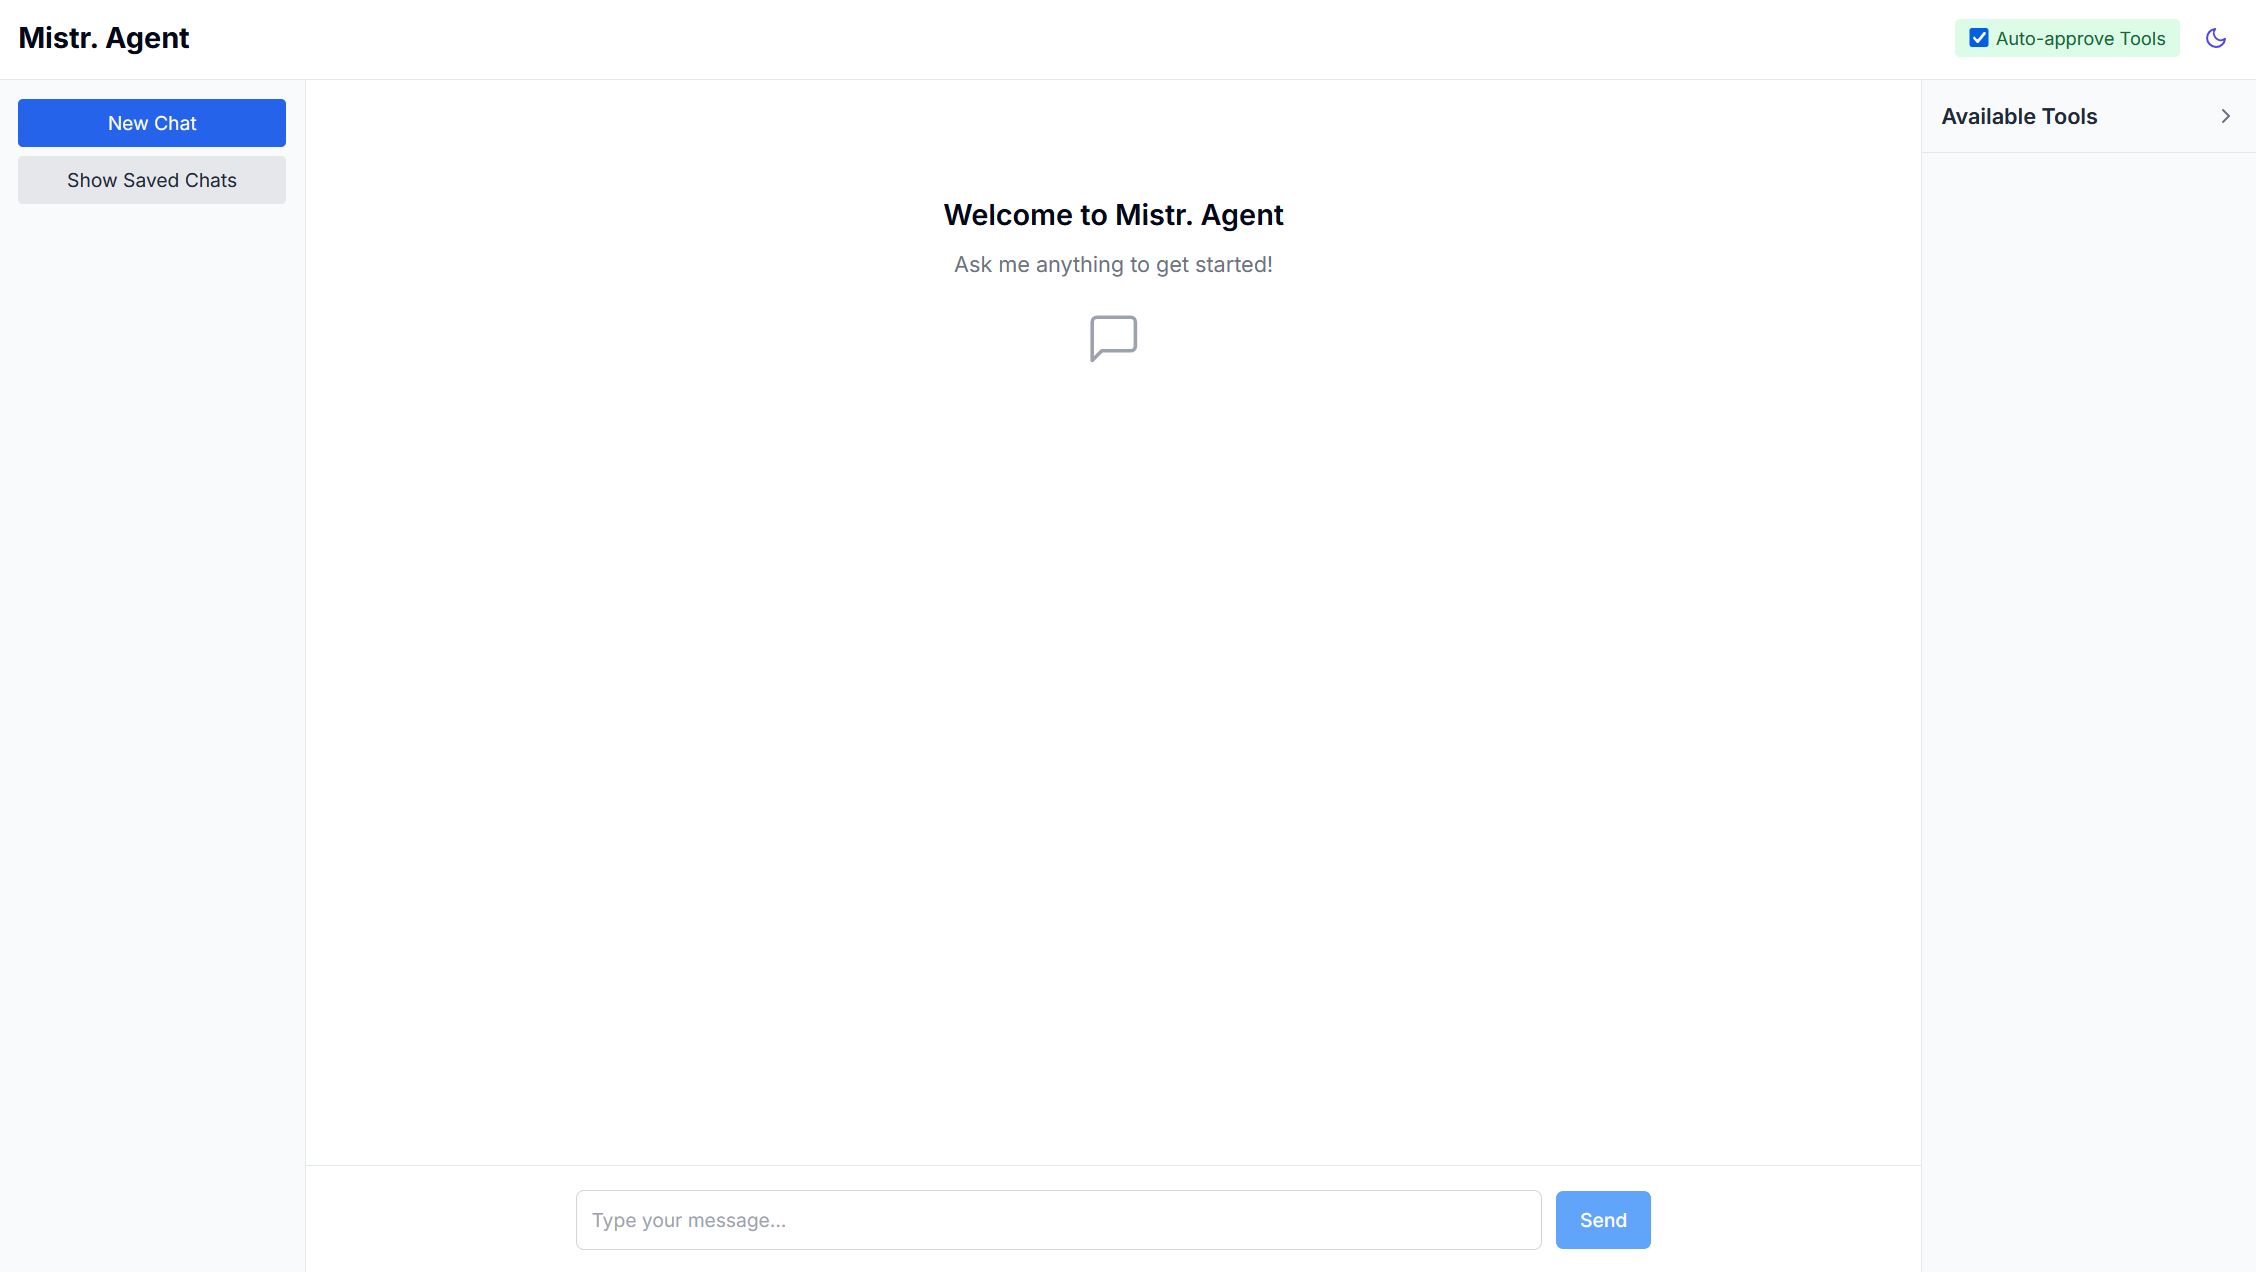 Mistr. Agent
Auto-approve Tools
New Chat
Show Saved Chats
Available Tools
Welcome to Mistr. Agent
Ask me anything to get started!
Type your message...
Send